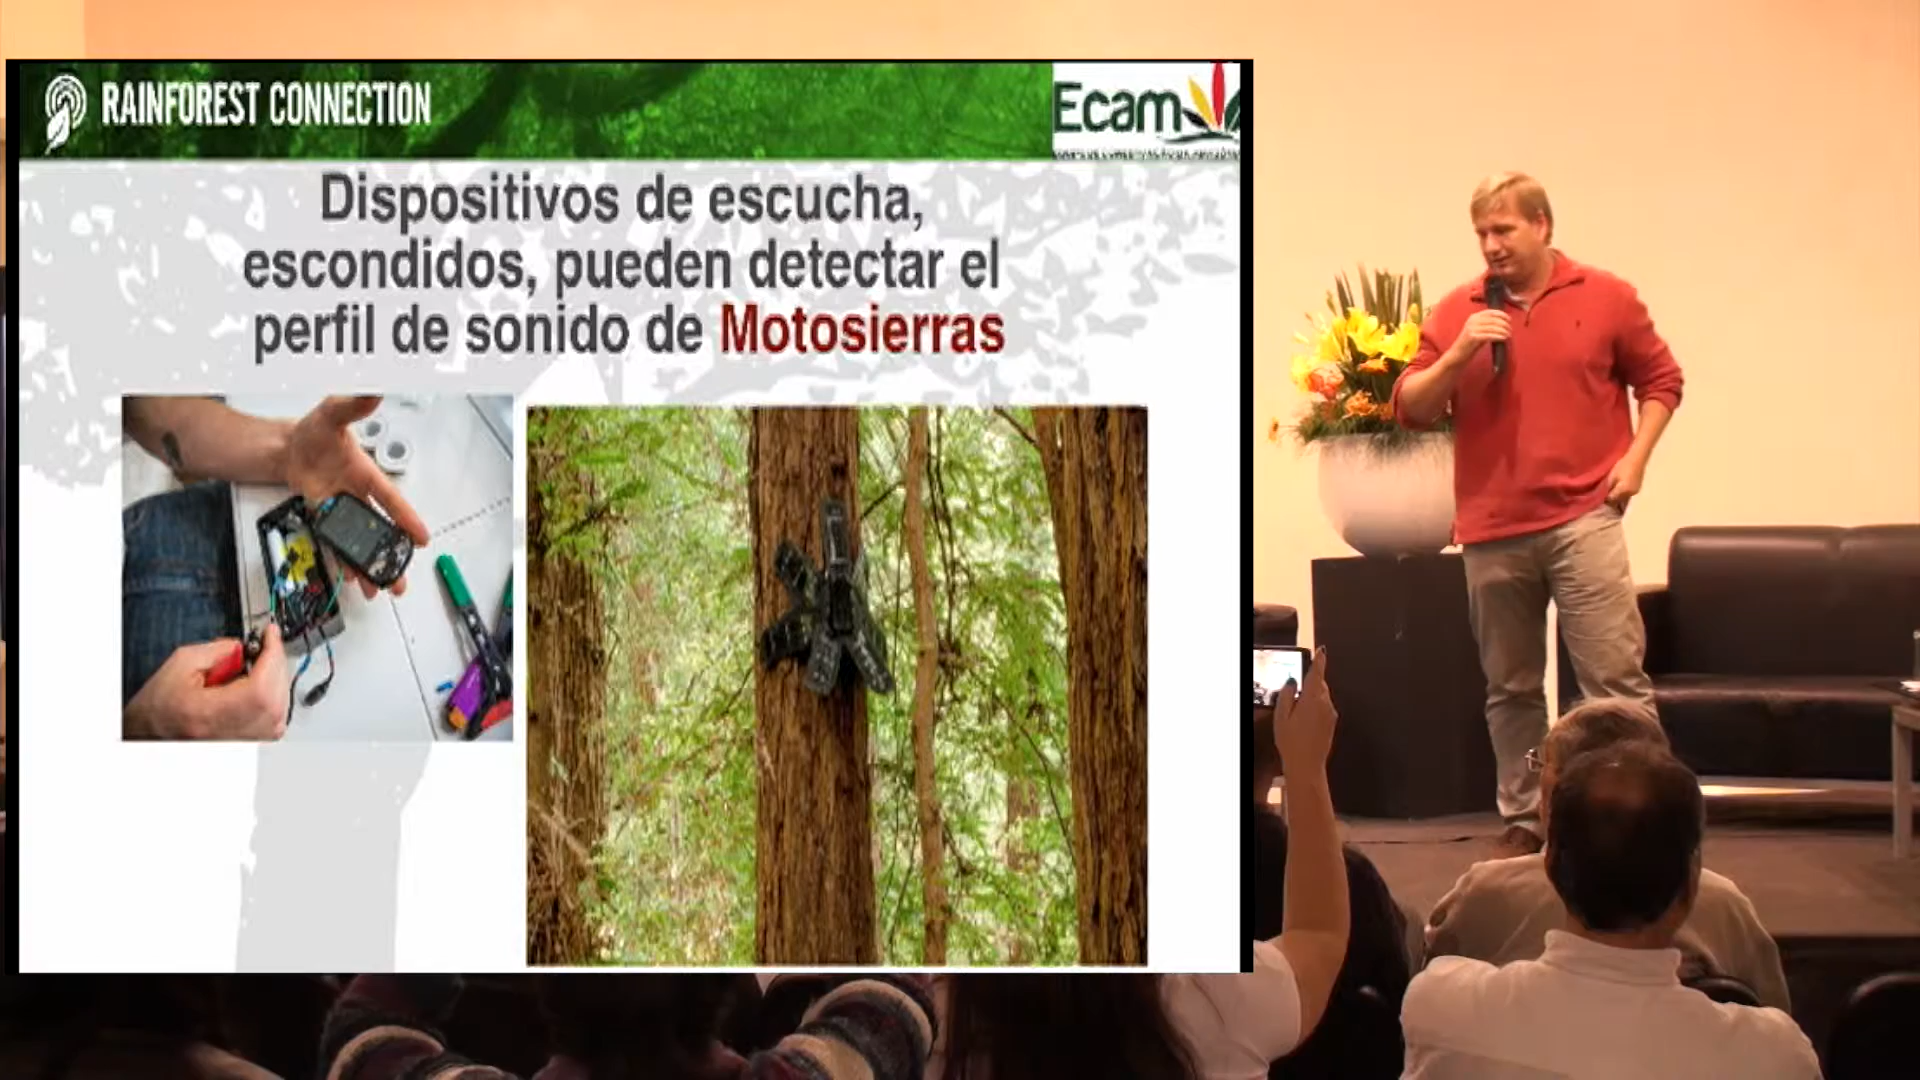 RAINFOREST CONNECTION
Ecam
Dispositivos de escucha,
escondidos, pueden detectar el
perfil de sonido de Motosierras